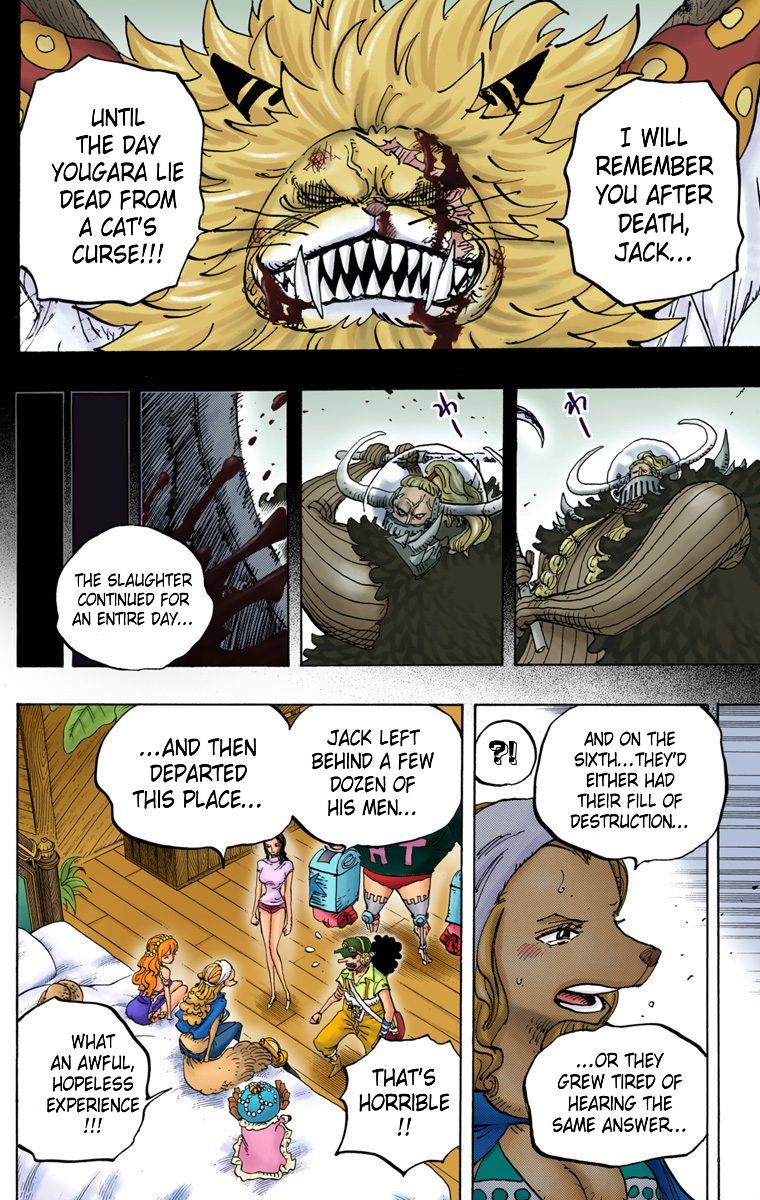 I WILL
REMEMBER
YOU AFTER
DEATH,
JACK...
UNTIL
THE DAY
YOUGARA LIE
DEAD FROM
A CAT'S
CURSE!!!
THE SLAUGHTER
CONTINUED FOR
AN ENTIRE DAY...
AND ON THE
SIXTH...THEY'D
EITHER HAD
THEIR FILL OF
DESTRUCTION...
?!
...OR THEY
GREW TIRED OF
HEARING THE
SAME ANSWER...
JACK LEFT
BEHIND A FEW
DOZEN OF
HIS MEN...
...AND THEN
DEPARTED
THIS PLACE...
THAT'S
HORRIBLE
!!
WHAT
AN AWFUL,
HOPELESS
EXPERIENCE
!!!